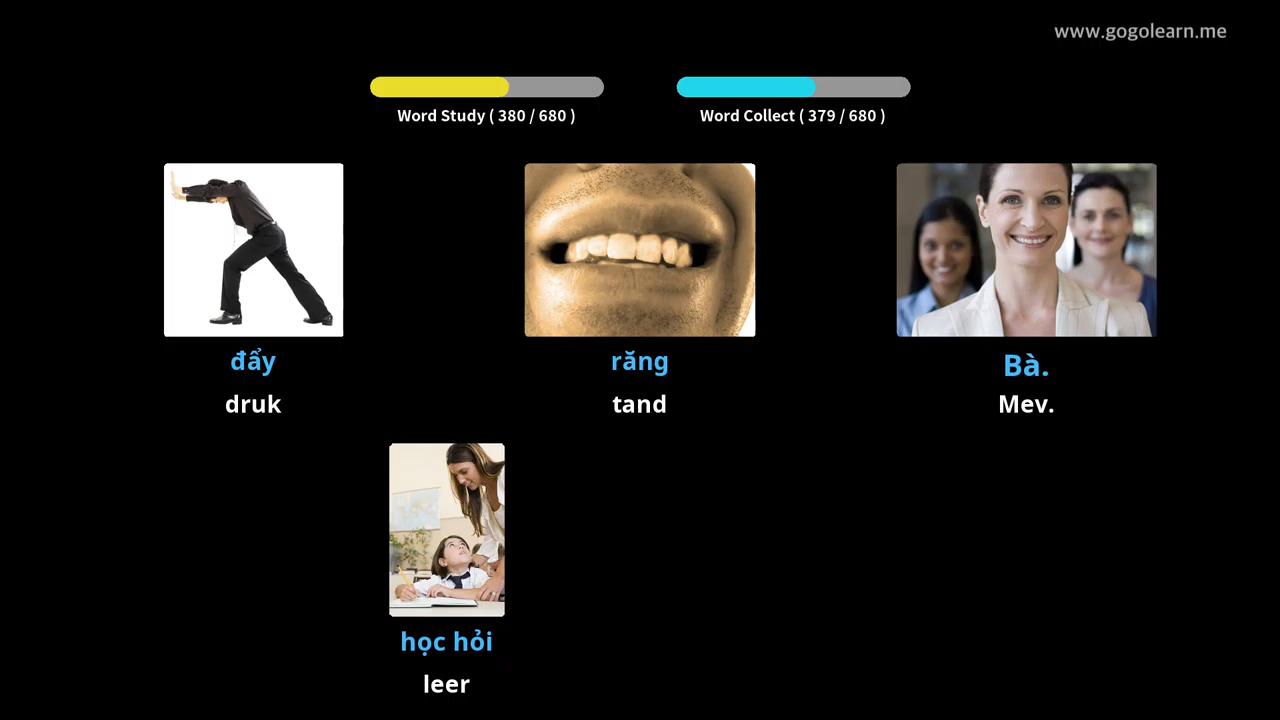 www.gogolearn.me
Word Study ( 380 / 680 )
Word Collect ( 379 / 680 )
đẩy
răng
Bà.
druk
tand
Mev.
học hỏi
leer